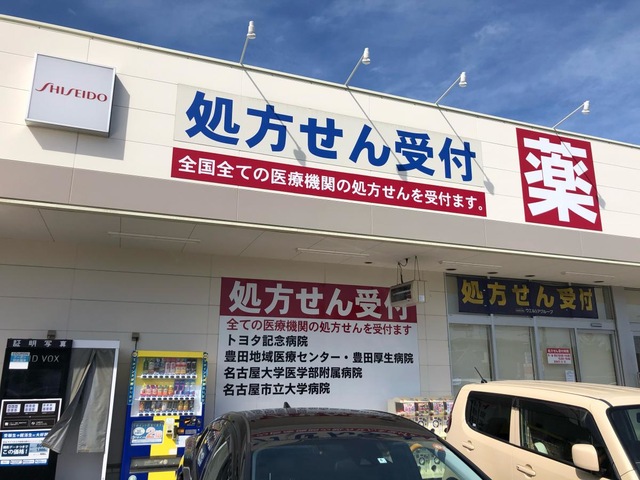 SHISEIDO
処方せん受付
全国全ての医療機関の処方せんを受付ます。
薬
処方せん受付
全ての医療機関の処方せんを受付ます
トヨタ記念病院
豊田地域医療センター・豊田厚生病院
名古屋大学医学部附属病院
名古屋市立大学病院
処方せん受付
証明写真
この価格!